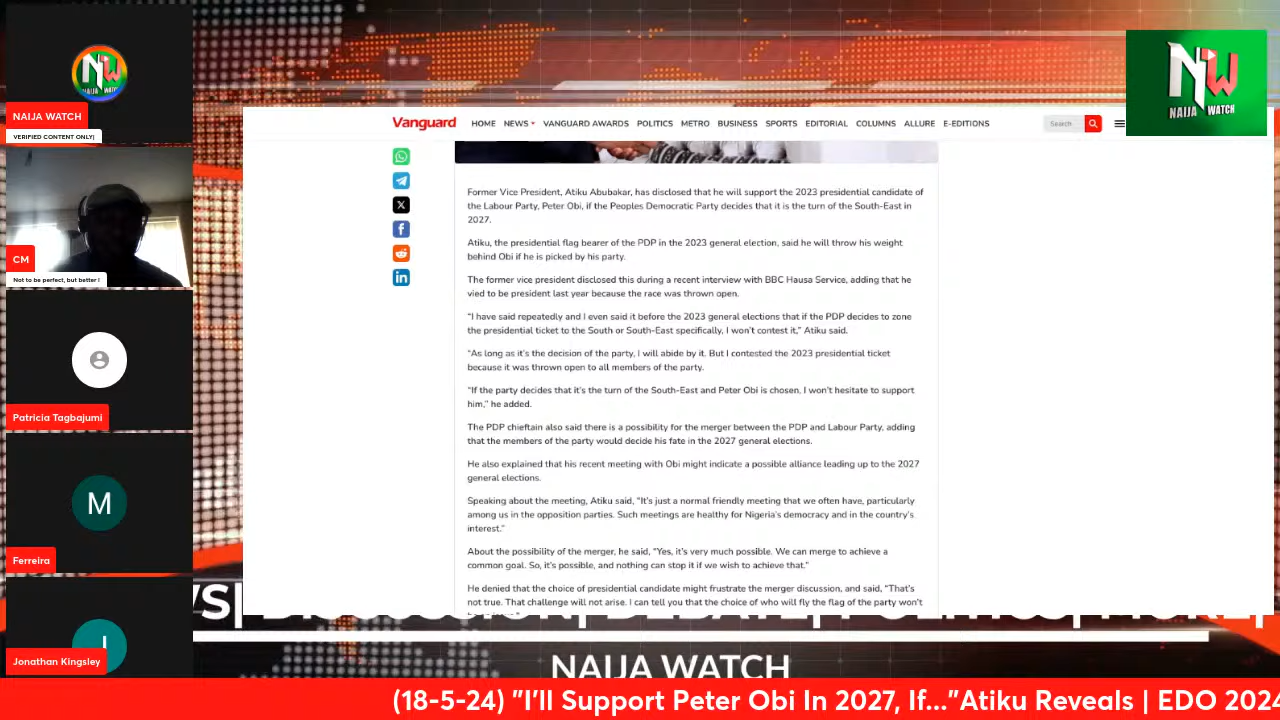 NW
NAIJA WATCH
NAIJA WATCH
VERIFIED CONTENT ONLY|
CM
Not to be perfect, but better !
Patricia Tagbajumi
M
Ferreira
J
Jonathan Kingsley
NW
NAIJA WATCH
Vanguard HOME NEWS VANGUARD AWARDS POLITICS METRO BUSINESS SPORTS EDITORIAL COLUMNS ALLURE E-EDITIONS Search
Former Vice President, Atiku Abubakar, has disclosed that he will support the 2023 presidential candidate of
the Labour Party, Peter Obi, if the Peoples Democratic Party decides that it is the turn of the South-East in
2027.
Atiku, the presidential flag bearer of the PDP in the 2023 general election, said he will throw his weight
behind Obi if he is picked by his party.
The former vice president disclosed this during a recent interview with BBC Hausa Service, adding that he
vied to be president last year because the race was thrown open.
“I have said repeatedly and I even said it before the 2023 general elections that if the PDP decides to zone
the presidential ticket to the South or South-East specifically, I won’t contest it,” Atiku said.
“As long as it’s the decision of the party, I will abide by it. But I contested the 2023 presidential ticket
because it was thrown open to all members of the party.
“If the party decides that it’s the turn of the South-East and Peter Obi is chosen, I won’t hesitate to support
him,” he added.
The PDP chieftain also said there is a possibility for the merger between the PDP and Labour Party, adding
that the members of the party would decide his fate in the 2027 general elections.
He also explained that his recent meeting with Obi might indicate a possible alliance leading up to the 2027
general elections.
Speaking about the meeting, Atiku said, “It’s just a normal friendly meeting that we often have, particularly
among us in the opposition parties. Such meetings are healthy for Nigeria’s democracy and in the country’s
interest.”
About the possibility of the merger, he said, “Yes, it’s very much possible. We can merge to achieve a
common goal. So, it’s possible, and nothing can stop it if we wish to achieve that.”
He denied that the choice of presidential candidate might frustrate the merger discussion, and said, “That’s
not true. That challenge will not arise. I can tell you that the choice of who will fly the flag of the party won’t
NAIJA WATCH
(18-5-24) "I'll Support Peter Obi In 2027, If..."Atiku Reveals | EDO 2024